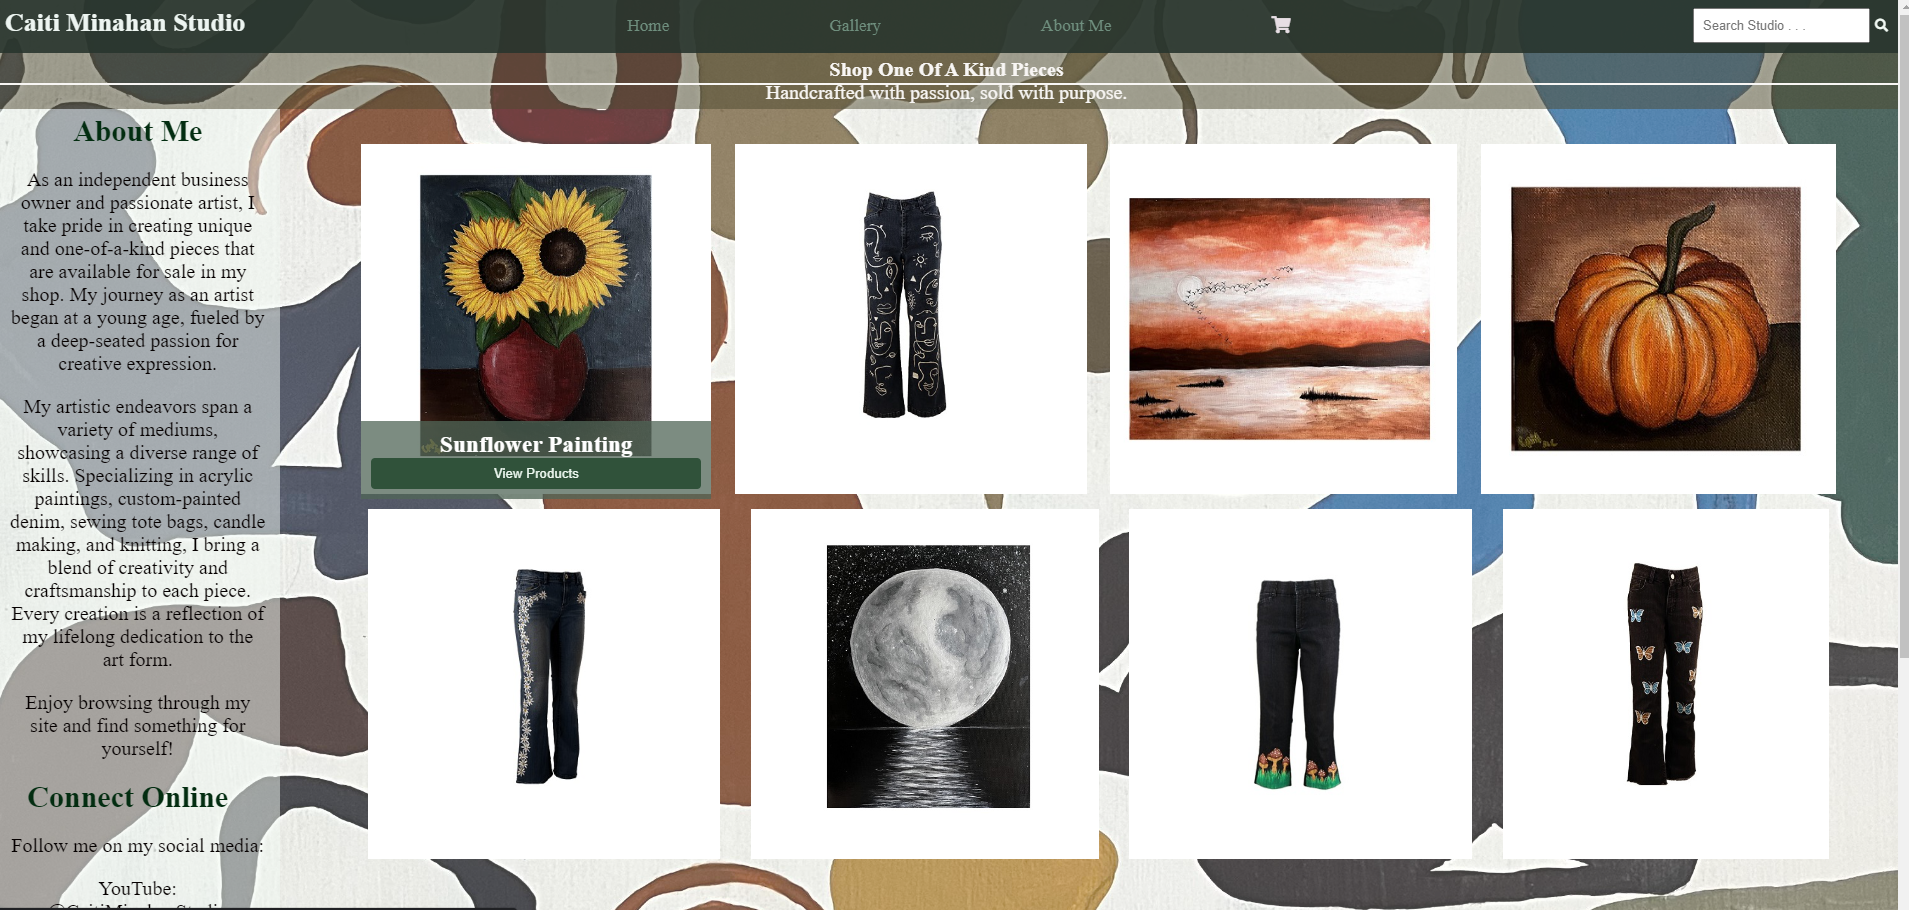 Caiti Minahan Studio
Home
Gallery
About Me
Search Studio . . .
Shop One Of A Kind Pieces
Handcrafted with passion, sold with purpose.
About Me
As an independent business
owner and passionate artist, I
take pride in creating unique
and one-of-a-kind pieces that
are available for sale in my
shop. My journey as an artist
began at a young age, fueled by
a deep-seated passion for
creative expression.
My artistic endeavors span a
variety of mediums,
showcasing a diverse range of
skills. Specializing in acrylic
paintings, custom-painted
denim, sewing tote bags, candle
making, and knitting, I bring a
blend of creativity and
craftsmanship to each piece.
Every creation is a reflection of
my lifelong dedication to the
art form.
Enjoy browsing through my
site and find something for
yourself!
Connect Online
Follow me on my social media:
YouTube:
Sunflower Painting
View Products